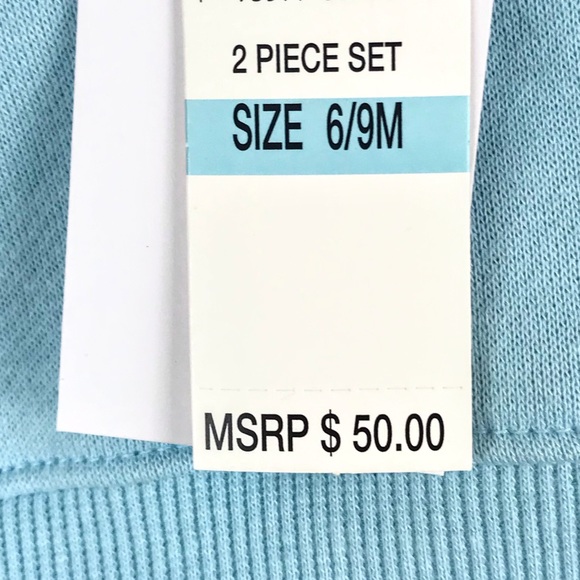 2 PIECE SET
SIZE 6/9M
MSRP $ 50.00